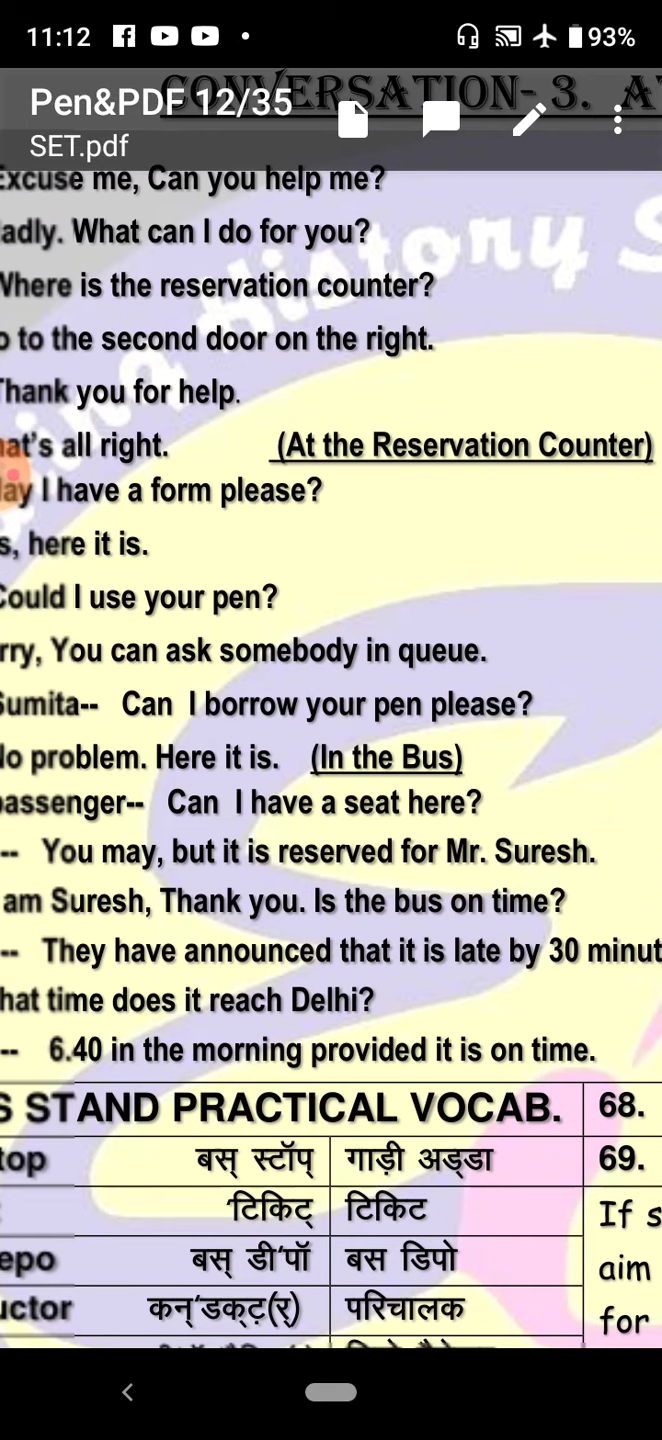 11:12 93%
CONVERSATION- 3. A
Pen&PDF 12/35
SET.pdf
Excuse me, Can you help me?
adly. What can I do for you?
Where is the reservation counter?
o to the second door on the right.
Thank you for help.
hat's all right. (At the Reservation Counter)
May I have a form please?
s, here it is.
Could I use your pen?
rry, You can ask somebody in queue.
Sumita-- Can I borrow your pen please?
No problem. Here it is. (In the Bus)
passenger-- Can I have a seat here?
-- You may, but it is reserved for Mr. Suresh.
am Suresh, Thank you. Is the bus on time?
-- They have announced that it is late by 30 minut
hat time does it reach Delhi?
-- 6.40 in the morning provided it is on time.
S STAND PRACTICAL VOCAB. 68.
top बस् स्टॉप् गाड़ी अड्डा 69.
‘टिकिट् टिकिट If s
epo बस् डी‘पॉ बस डिपो aim
uctor कन्‘डक्ट़(र्) परिचालक for
History S